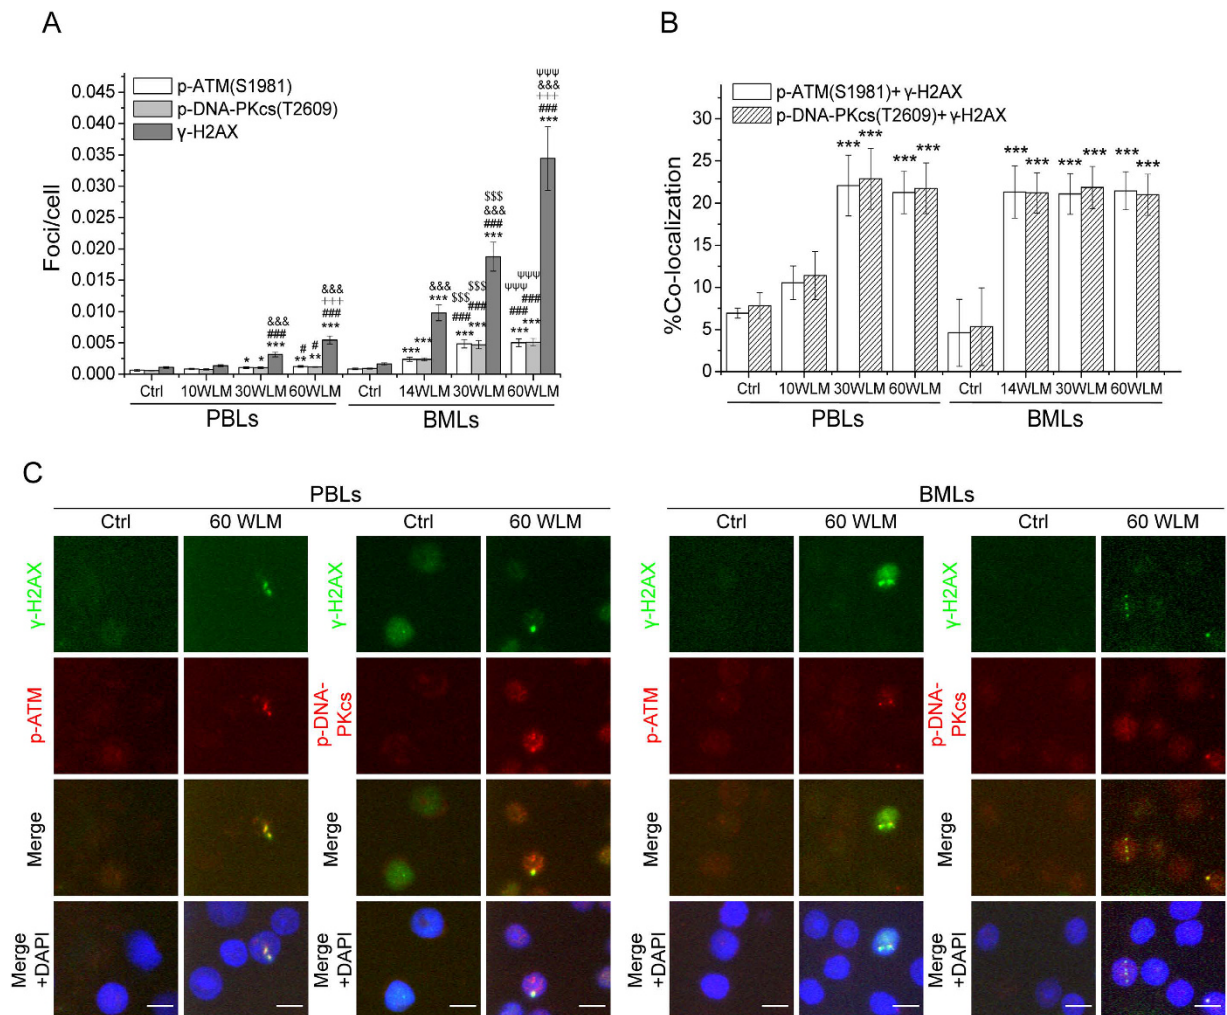 A
p-ATM(S1981)
p-DNA-PKcs(T2609)
γ-H2AX
Foci/cell
0.045
0.040
0.035
0.030
0.025
0.020
0.015
0.010
0.005
0.000
* * # ** # ** &&& ### *** &&& +++ ### ***
*** *** &&& *** $$$ ### *** $$$ ### *** $$$ &&& ### ***
ψψψ ### *** ψψψ ### *** ψψψ &&& +++ ### ***
Ctrl 10WLM 30WLM 60WLM Ctrl 14WLM 30WLM 60WLM
PBLs BMLs
B
p-ATM(S1981)+ γ-H2AX
p-DNA-PKcs(T2609)+ γ-H2AX
%Co-localization
30
25
20
15
10
5
0
*** *** *** *** *** *** *** *** *** ***
Ctrl 10WLM 30WLM 60WLM Ctrl 14WLM 30WLM 60WLM
PBLs BMLs
C
PBLs BMLs
Ctrl 60 WLM Ctrl 60 WLM Ctrl 60 WLM Ctrl 60 WLM
γ-H2AX γ-H2AX γ-H2AX γ-H2AX
p-ATM p-DNA-
PKcs p-ATM p-DNA-
PKcs
Merge Merge Merge Merge
Merge
+DAPI Merge
+DAPI Merge
+DAPI Merge
+DAPI